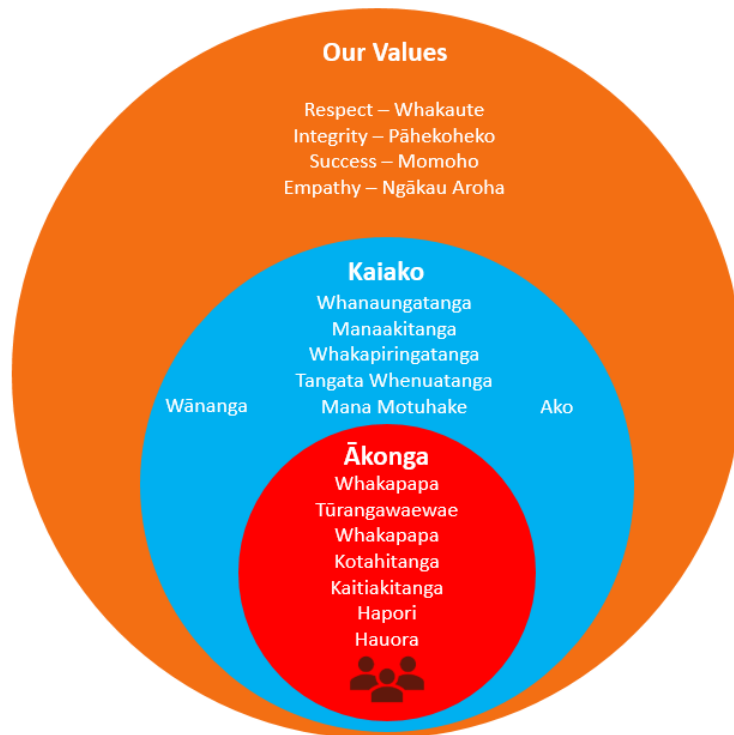 Our Values
Respect – Whakaute
Integrity – Pāhekoheko
Success – Momoho
Empathy – Ngākau Aroha
Kaiako
Whanaungatanga
Manaakitanga
Whakapiringatanga
Tangata Whenuatanga
Wānanga Mana Motuhake Ako
Ākonga
Whakapapa
Tūrangawaewae
Whakapapa
Kotahitanga
Kaitiakitanga
Hapori
Hauora